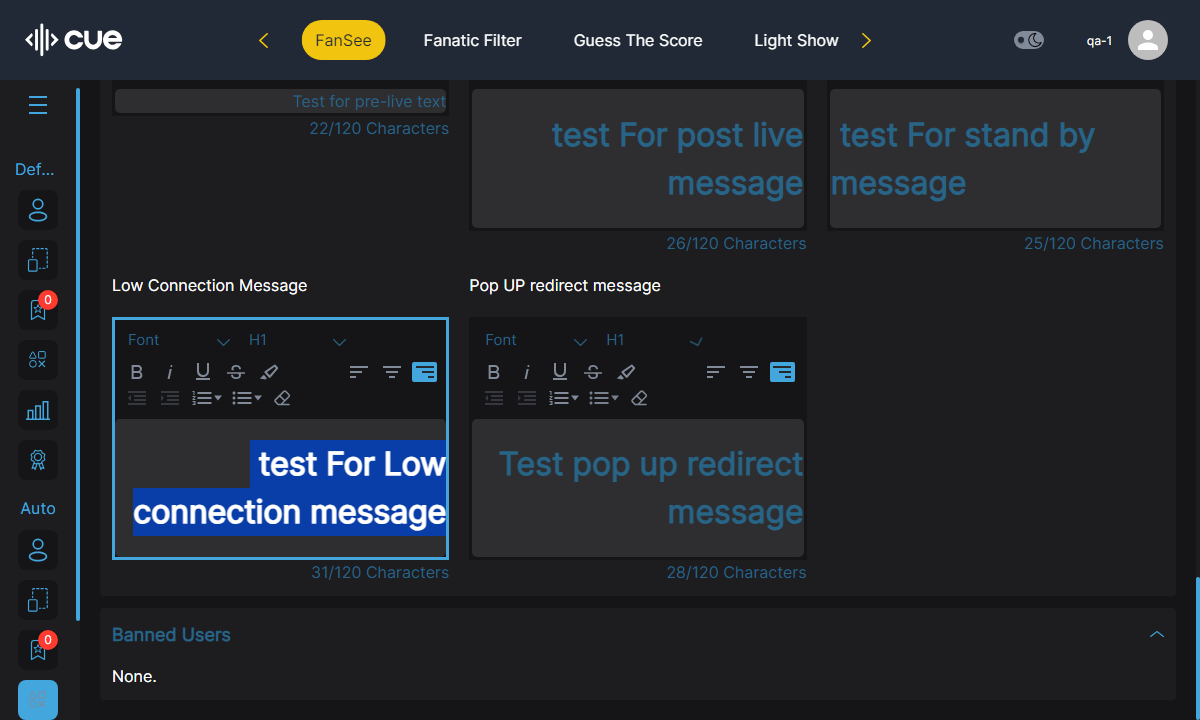 cue
FanSee
Fanatic Filter
Guess The Score
Light Show
qa-1
Def...
0
Auto
0
Test for pre-live text
22/120 Characters
test For post live
message
26/120 Characters
test For stand by
message
25/120 Characters
Low Connection Message
Font
H1
B
i
U
S
test For Low
connection message
31/120 Characters
Pop UP redirect message
Font
H1
B
i
U
S
Test pop up redirect
message
28/120 Characters
Banned Users
None.